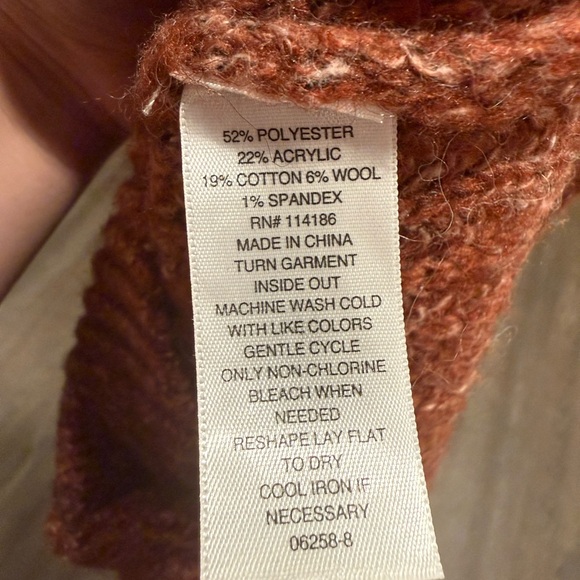 52% POLYESTER
22% ACRYLIC
19% COTTON 6% WOOL
1% SPANDEX
RN# 114186
MADE IN CHINA
TURN GARMENT
INSIDE OUT
MACHINE WASH COLD
WITH LIKE COLORS
GENTLE CYCLE
ONLY NON-CHLORINE
BLEACH WHEN
NEEDED
RESHAPE LAY FLAT
TO DRY
COOL IRON IF
NECESSARY
06258-8